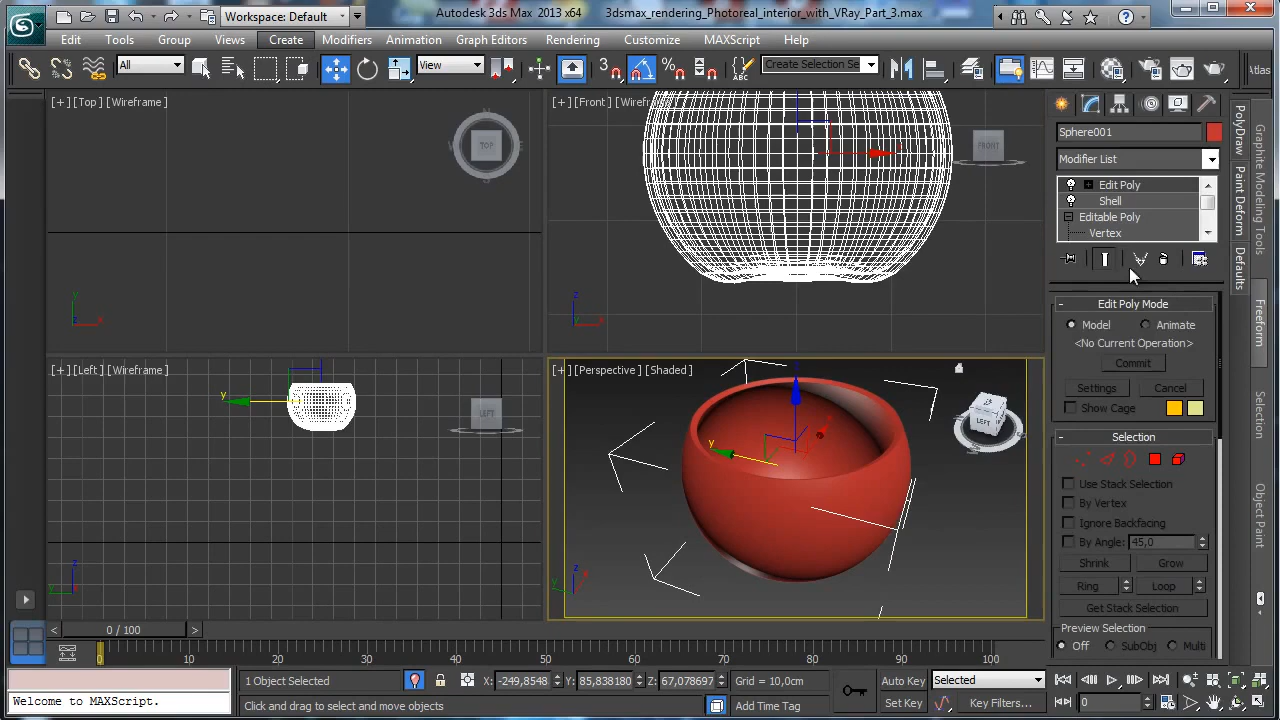 Workspace: Default
Autodesk 3ds Max 2013 x64
3dsmax_rendering_Photoreal_interior_with_VRay_Part_3.max
Edit Tools Group Views Create Modifiers Animation Graph Editors Rendering Customize MAXScript Help
All
View
3
Create Selection Se
Atlas
[+] [Top] [Wireframe]
TOP
[+] [Front] [Wirefr
FRONT
Sphere001
Modifier List
Edit Poly
Shell
Editable Poly
Vertex
PolyDraw
Paint Deform
Defaults
Graphite Modeling Tools
Freeform
Selection
Object Paint
Edit Poly Mode
Model
Animate
<No Current Operation>
Commit
Settings
Cancel
Show Cage
[+] [Left] [Wireframe]
LEFT
[+] [Perspective] [Shaded]
LEFT
Selection
Use Stack Selection
By Vertex
Ignore Backfacing
By Angle: 45,0
Shrink
Grow
Ring
Loop
Get Stack Selection
Preview Selection
Off
SubObj
Multi
0 / 100
0 10 20 30 40 50 60 70 80 90 100
Welcome to MAXScript.
1 Object Selected
X: -249,8548
Y: 85,838180
Z: 67,078697
Grid = 10,0cm
Auto Key
Selected
Click and drag to select and move objects
Add Time Tag
Set Key
Key Filters...
0